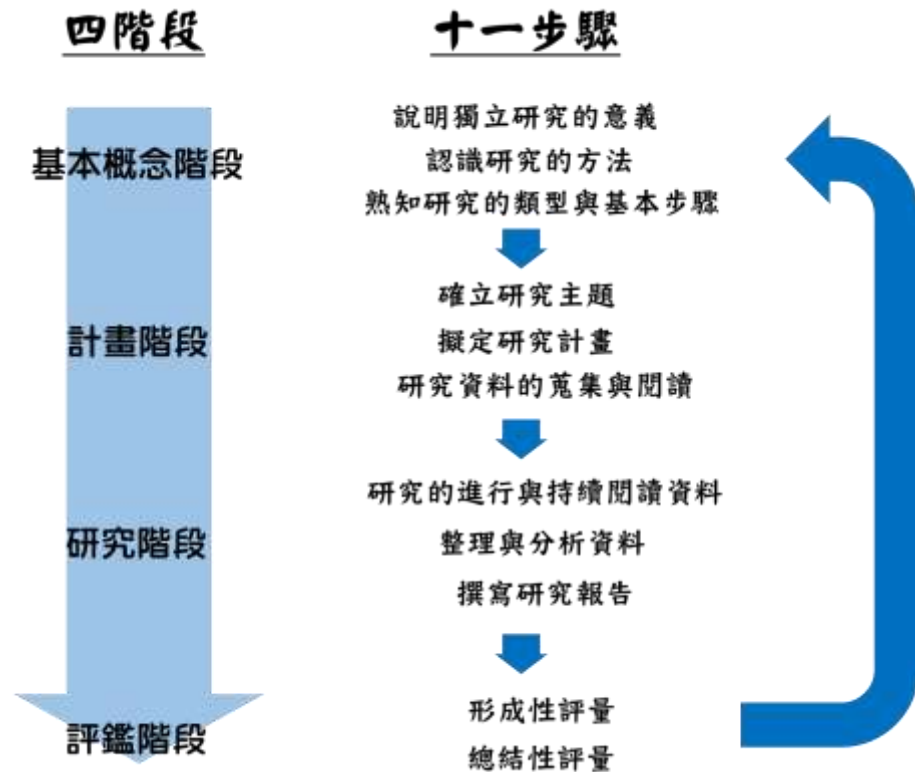 四階段
十一步驟
基本概念階段
說明獨立研究的意義
認識研究的方法
熟知研究的類型與基本步驟
計畫階段
確立研究主題
擬定研究計畫
研究資料的蒐集與閱讀
研究階段
研究的進行與持續閱讀資料
整理與分析資料
撰寫研究報告
評鑑階段
形成性評量
總結性評量